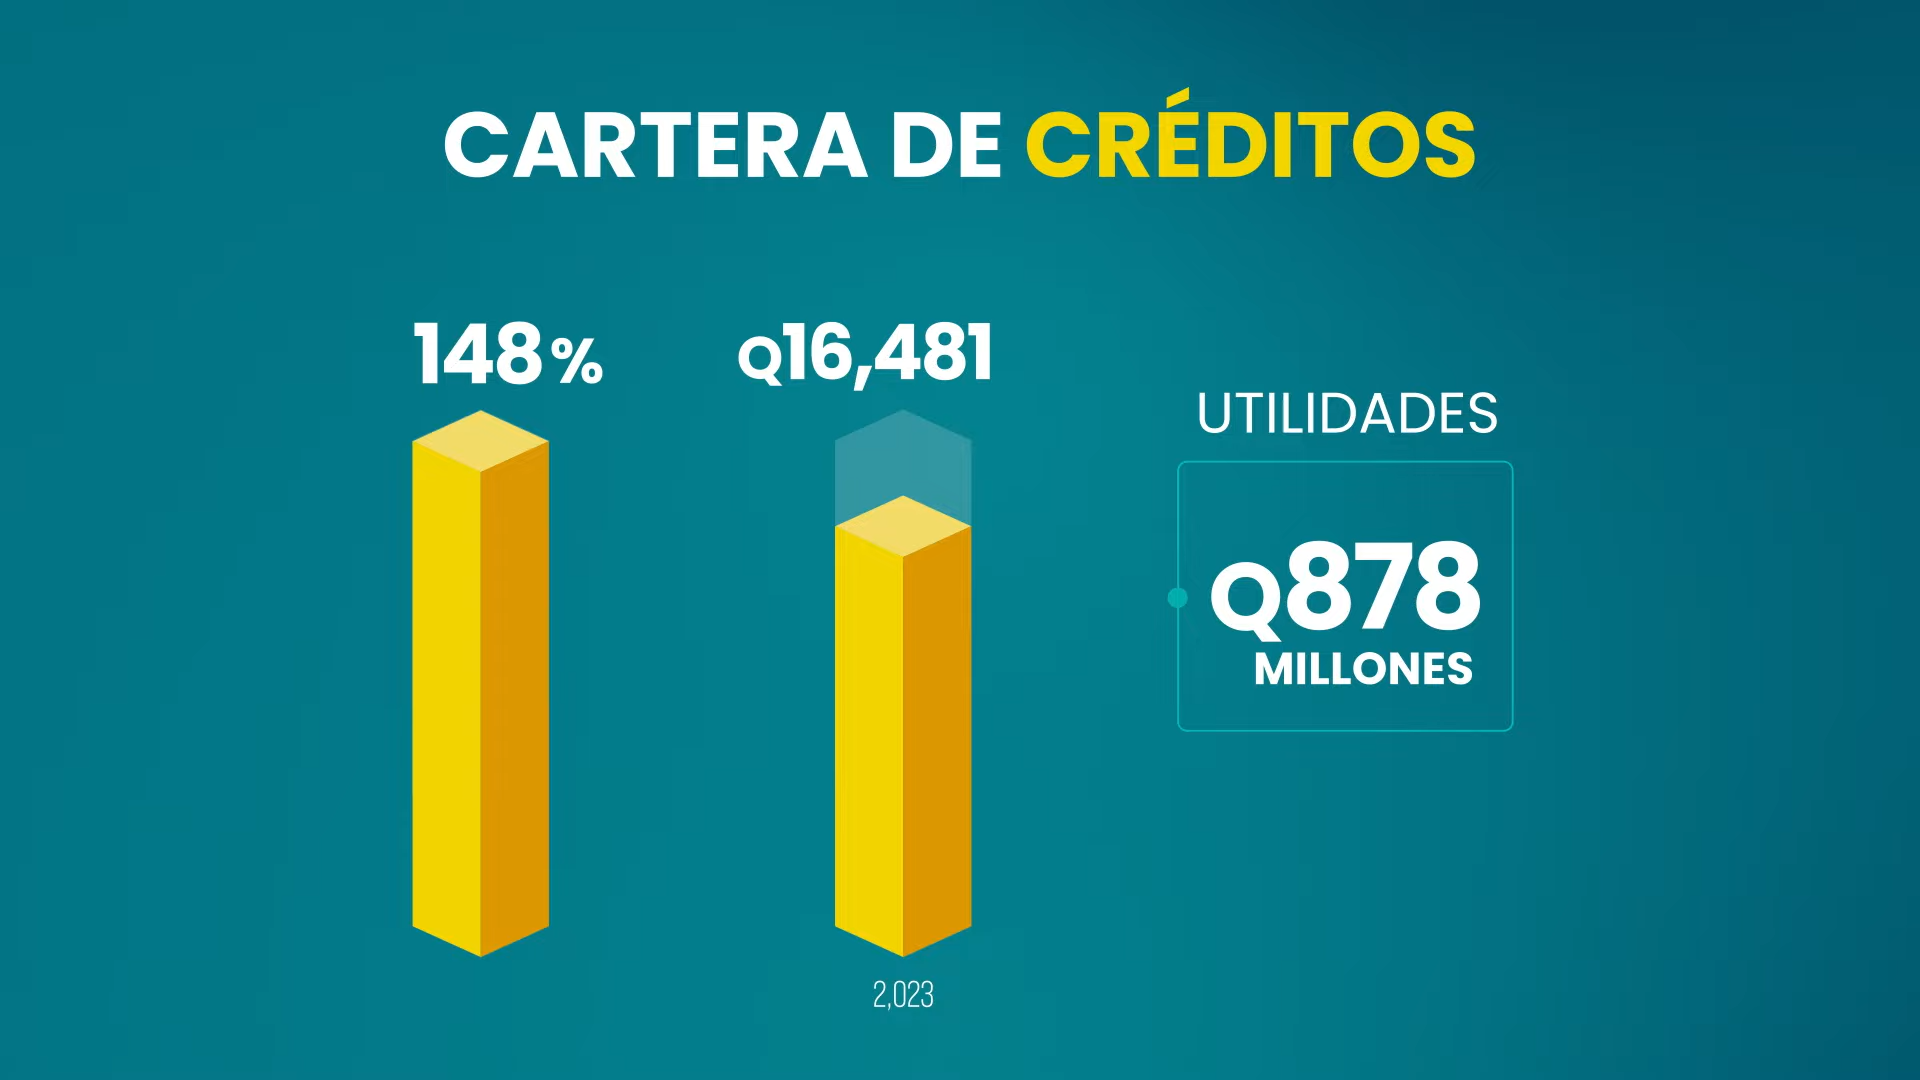 CARTERA DE CRÉDITOS
148%
Q16,481
2,023
UTILIDADES
Q878
MILLONES